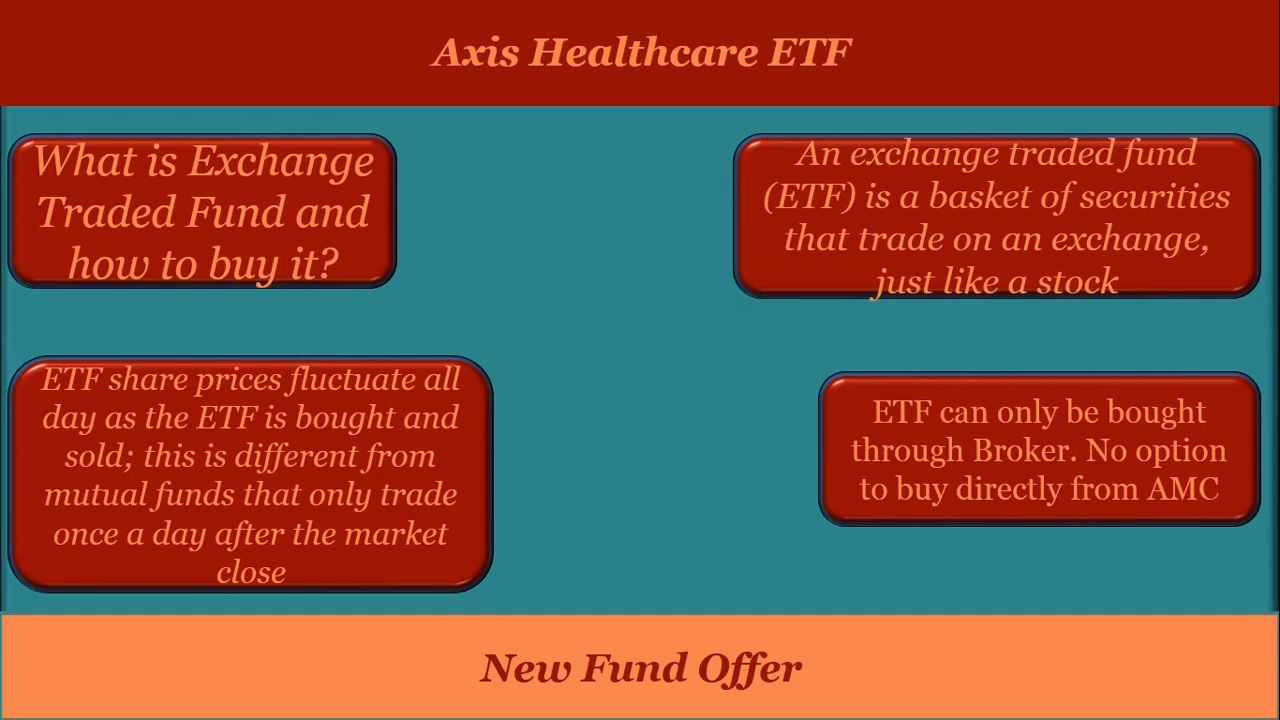 Axis Healthcare ETF
What is Exchange
Traded Fund and
how to buy it?
An exchange traded fund
(ETF) is a basket of securities
that trade on an exchange,
just like a stock
ETF share prices fluctuate all
day as the ETF is bought and
sold; this is different from
mutual funds that only trade
once a day after the market
close
ETF can only be bought
through Broker. No option
to buy directly from AMC
New Fund Offer